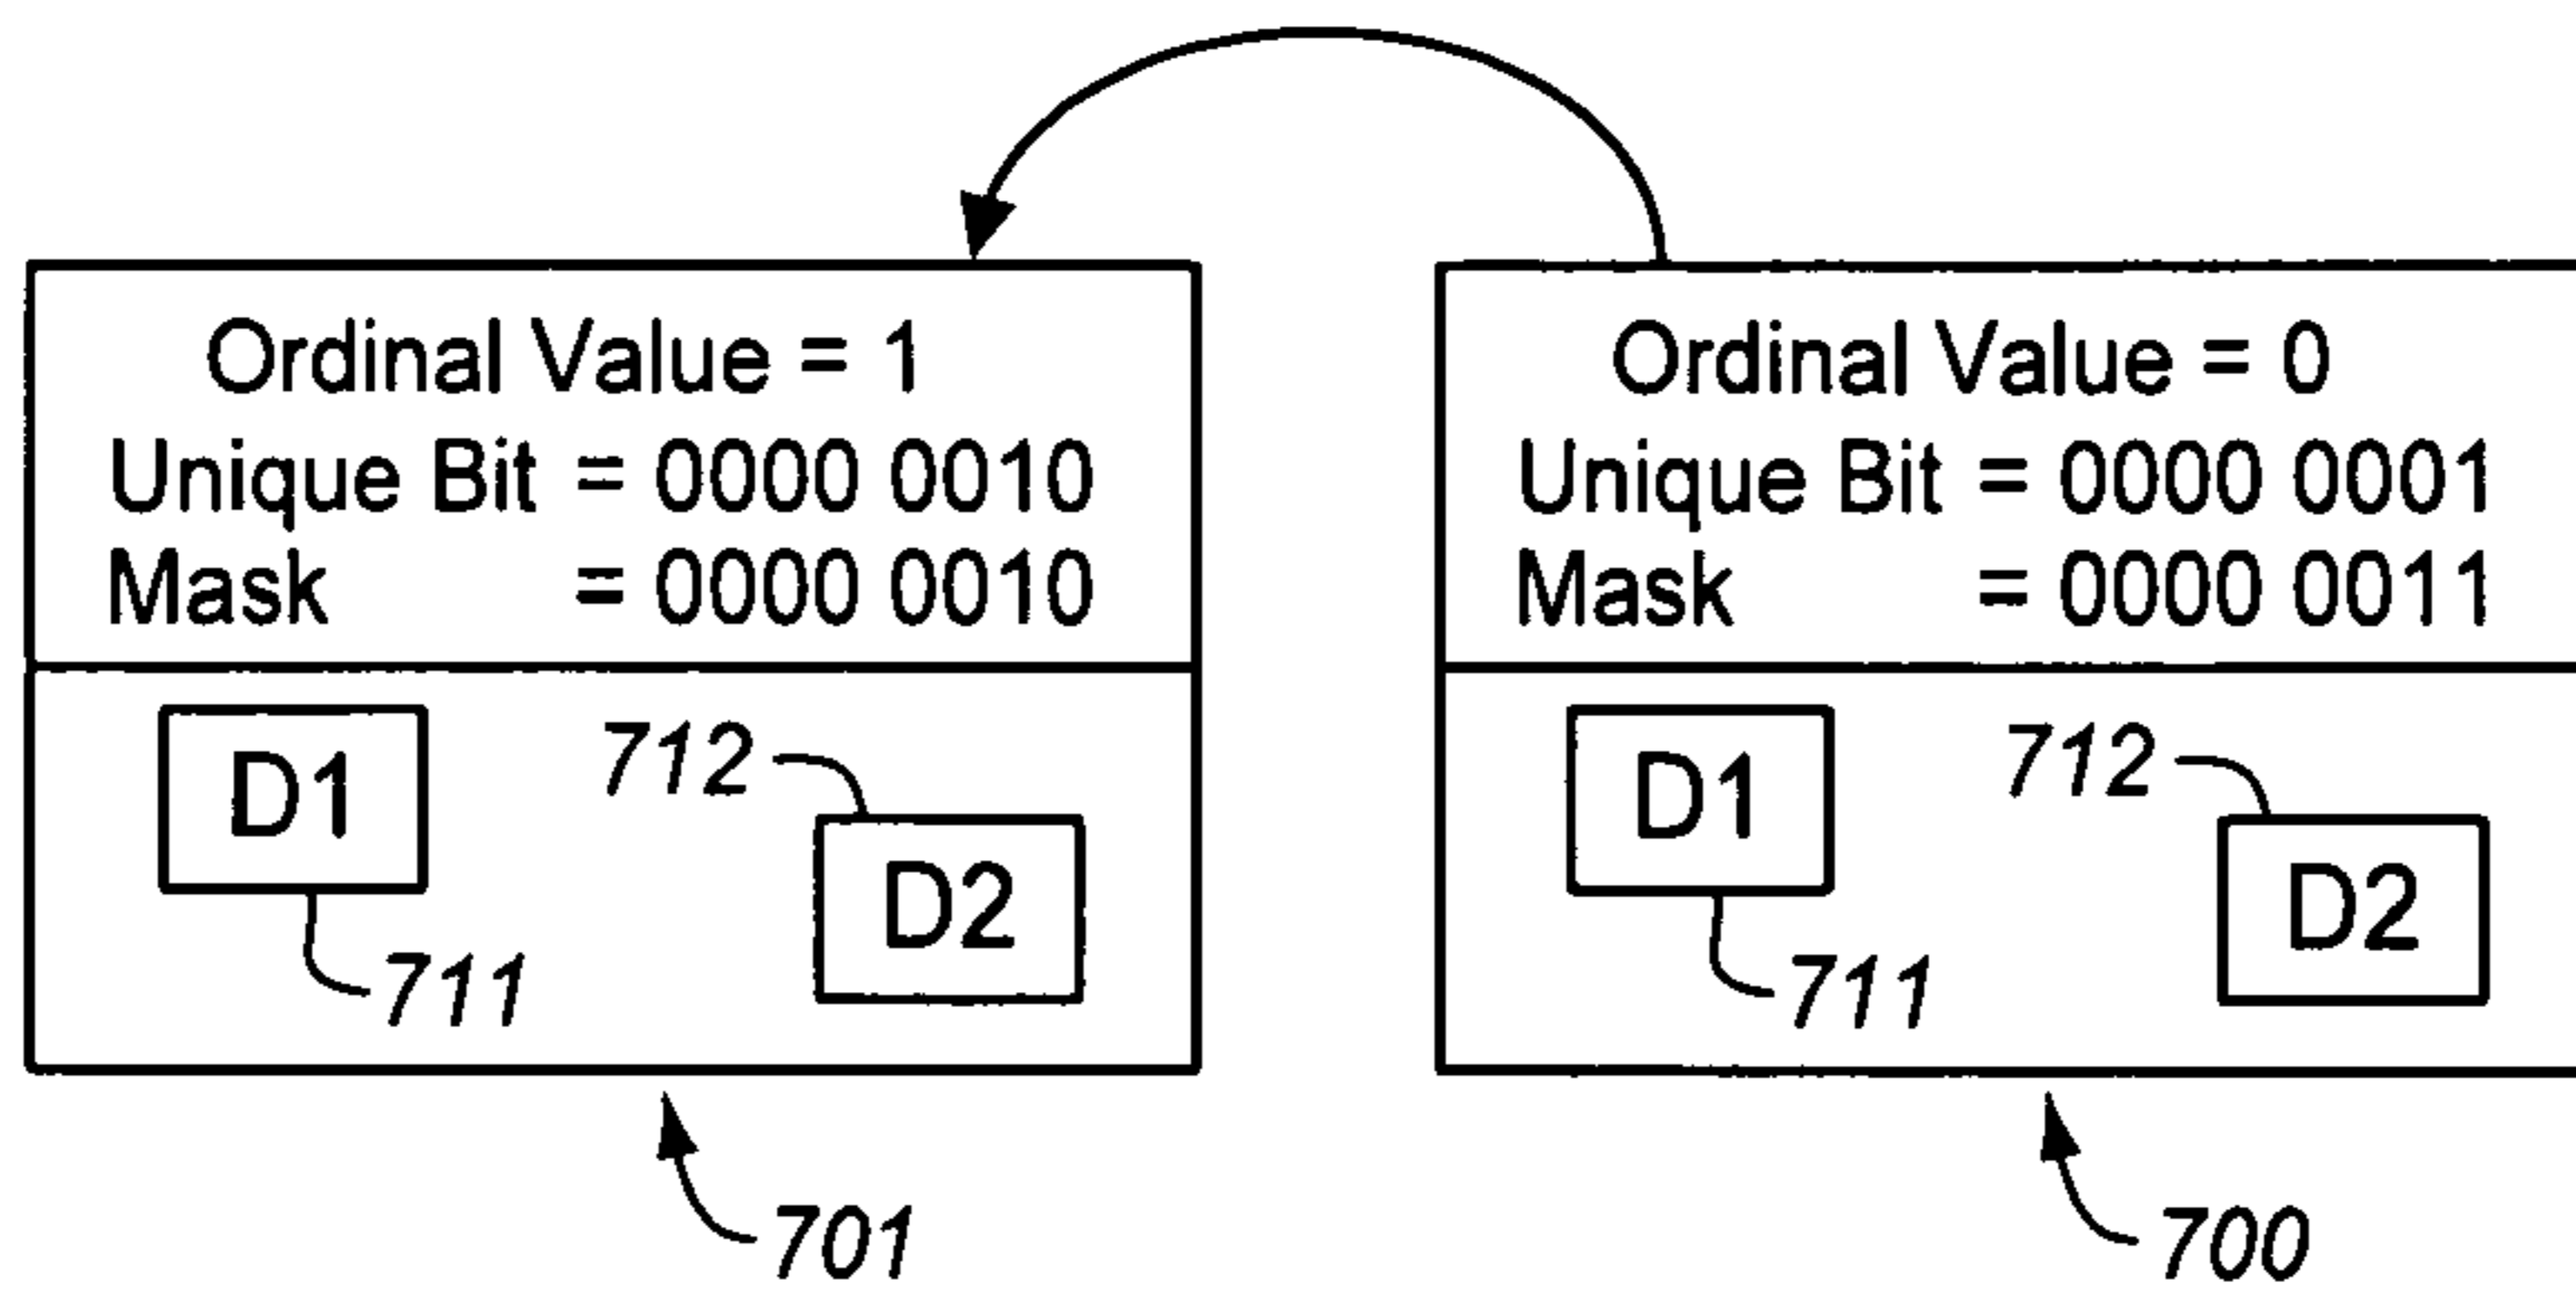 Ordinal Value = 1
Unique Bit = 0000 0010
Mask = 0000 0010
D1
712
D2
711
701
Ordinal Value = 0
Unique Bit = 0000 0001
Mask = 0000 0011
D1
712
D2
711
700